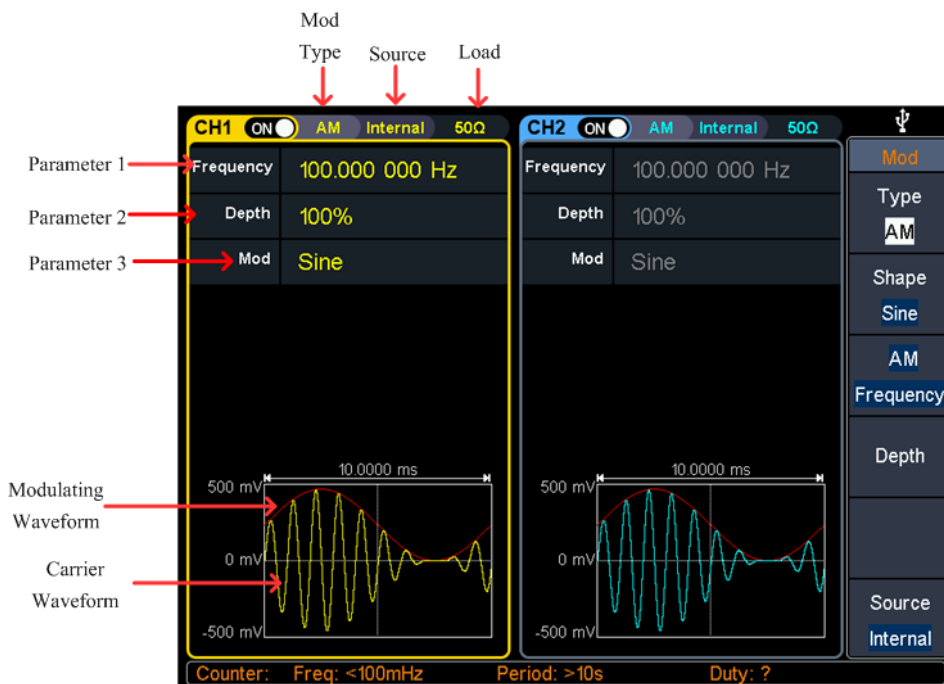 Mod
Type
Source
Load
CH1 ON AM Internal 50Ω
CH2 ON AM Internal 50Ω
Parameter 1
Frequency 100.000 000 Hz
Parameter 2
Depth 100%
Parameter 3
Mod Sine
Frequency 100.000 000 Hz
Depth 100%
Mod Sine
Mod
Type
AM
Shape
Sine
AM
Frequency
Depth
Source
Internal
Modulating
Waveform
Carrier
Waveform
10.0000 ms
500 mV
0 mV
-500 mV
10.0000 ms
500 mV
0 mV
-500 mV
Counter: Freq: <100mHz Period: >10s Duty: ?